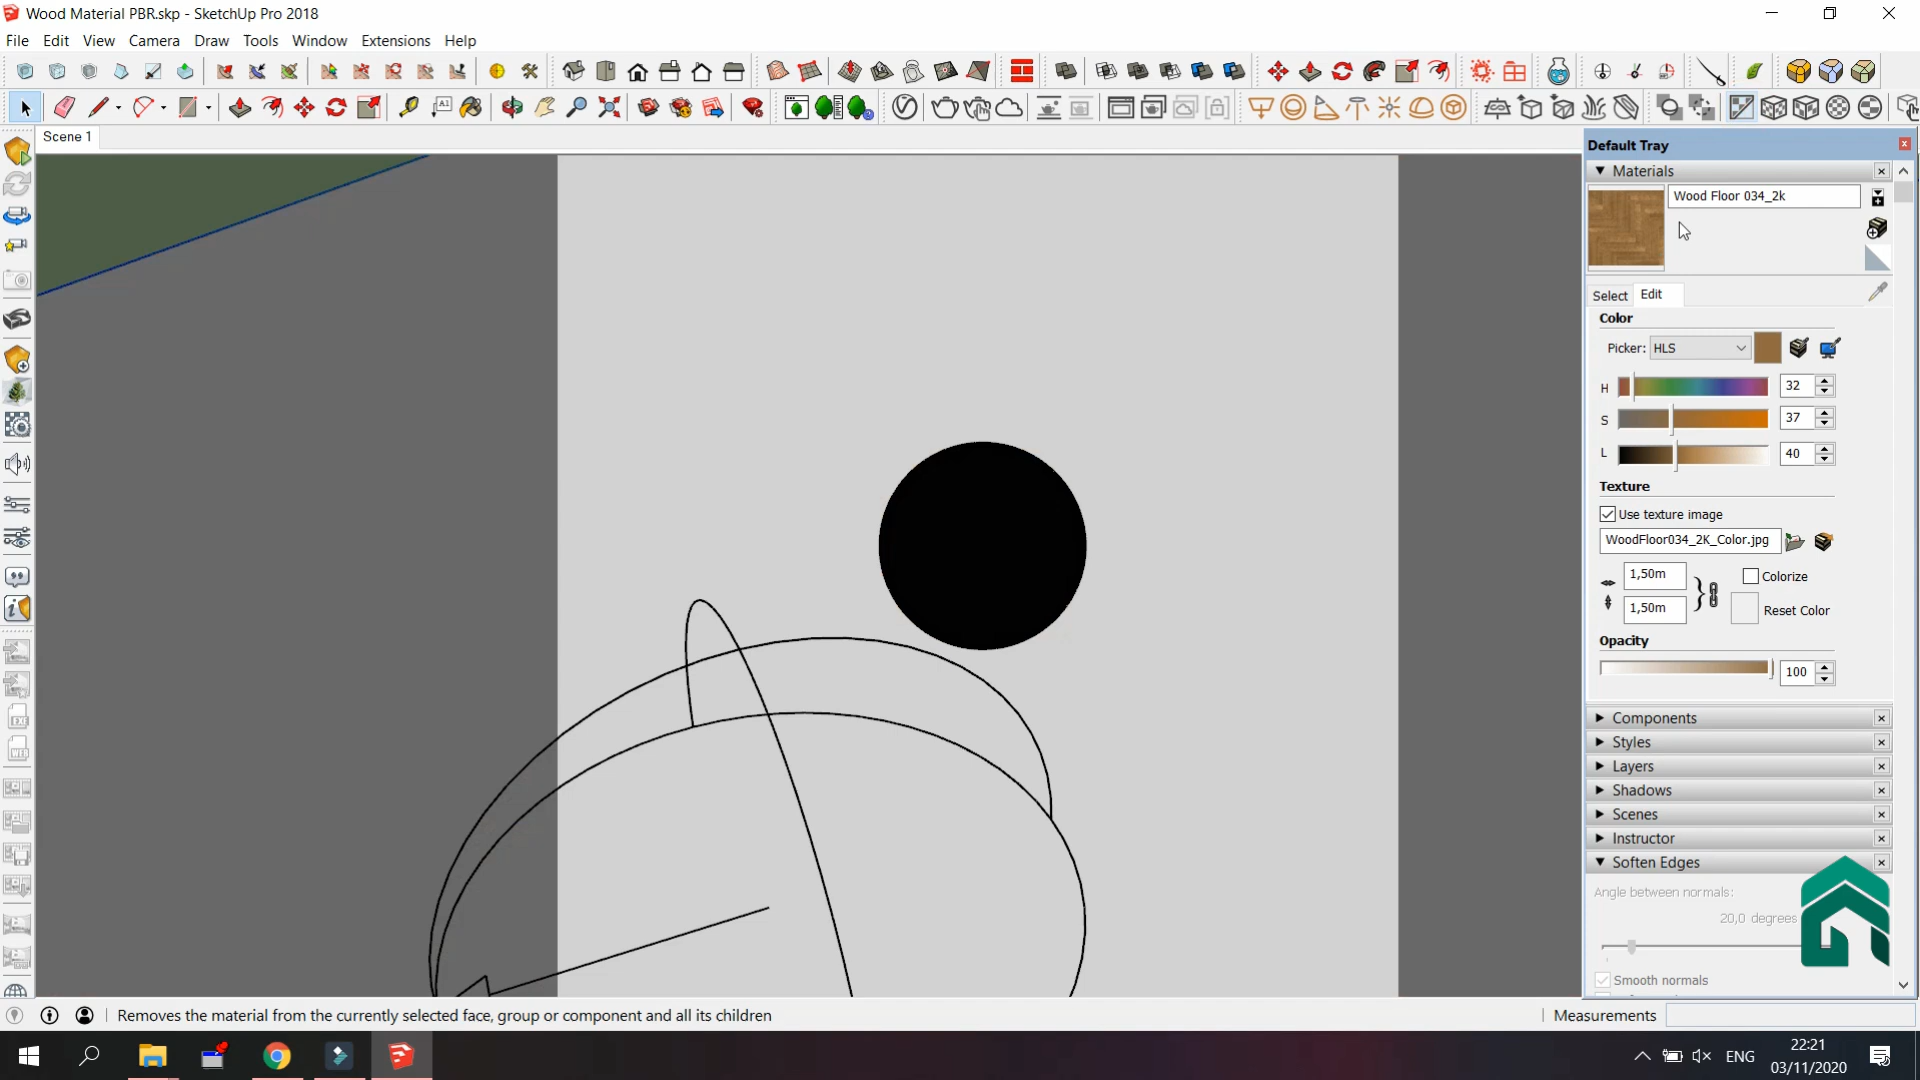 Wood Material PBR.skp - SketchUp Pro 2018
File Edit View Camera Draw Tools Window Extensions Help
Scene 1
Default Tray
Materials
Wood Floor 034_2k
Select Edit
Color
Picker: HLS
H 32
S 37
L 40
Texture
Use texture image
WoodFloor034_2K_Color.jpg
1,50m
Colorize
1,50m
Reset Color
Opacity
100
Components
Styles
Layers
Shadows
Scenes
Instructor
Soften Edges
Angle between normals:
20,0 degrees
Smooth normals
Removes the material from the currently selected face, group or component and all its children
Measurements
ENG
22:21
03/11/2020